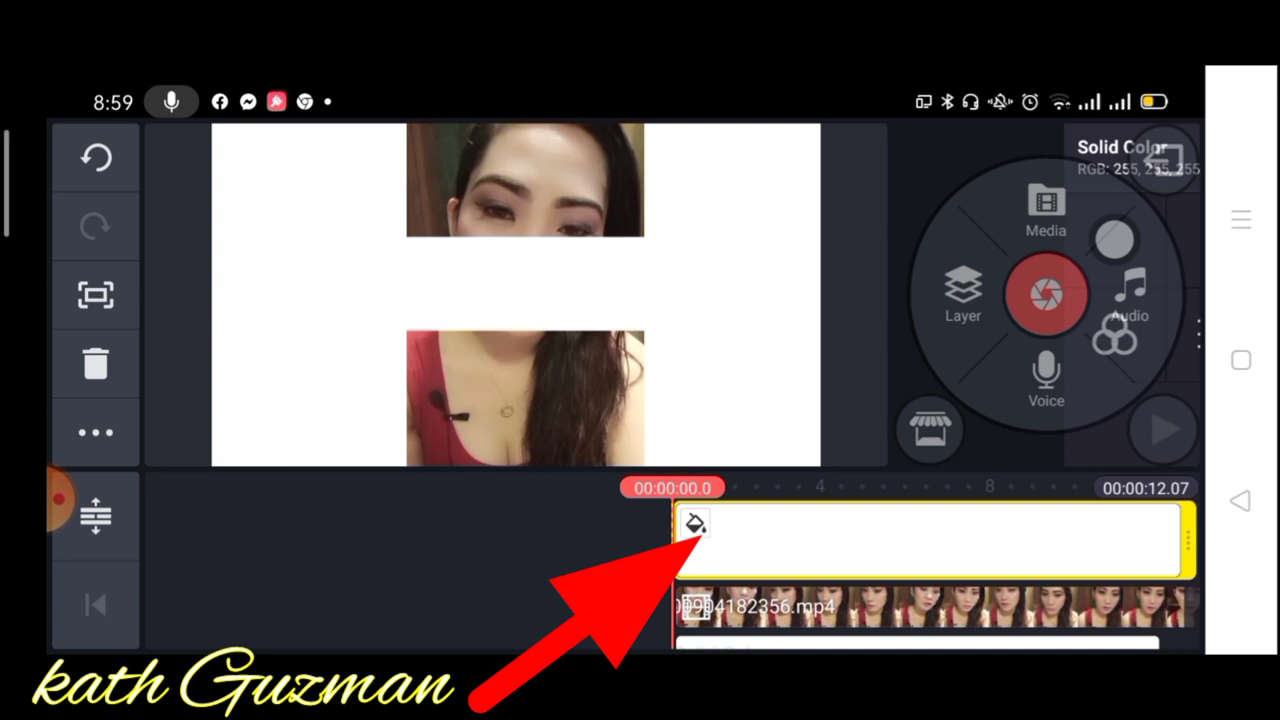 8:59
Solid Color
RGB: 255, 255, 255
Media
Layer
Audio
Voice
00:00:00.0
4
8
00:00:12.07
00904182356.mp4
kath Guzman